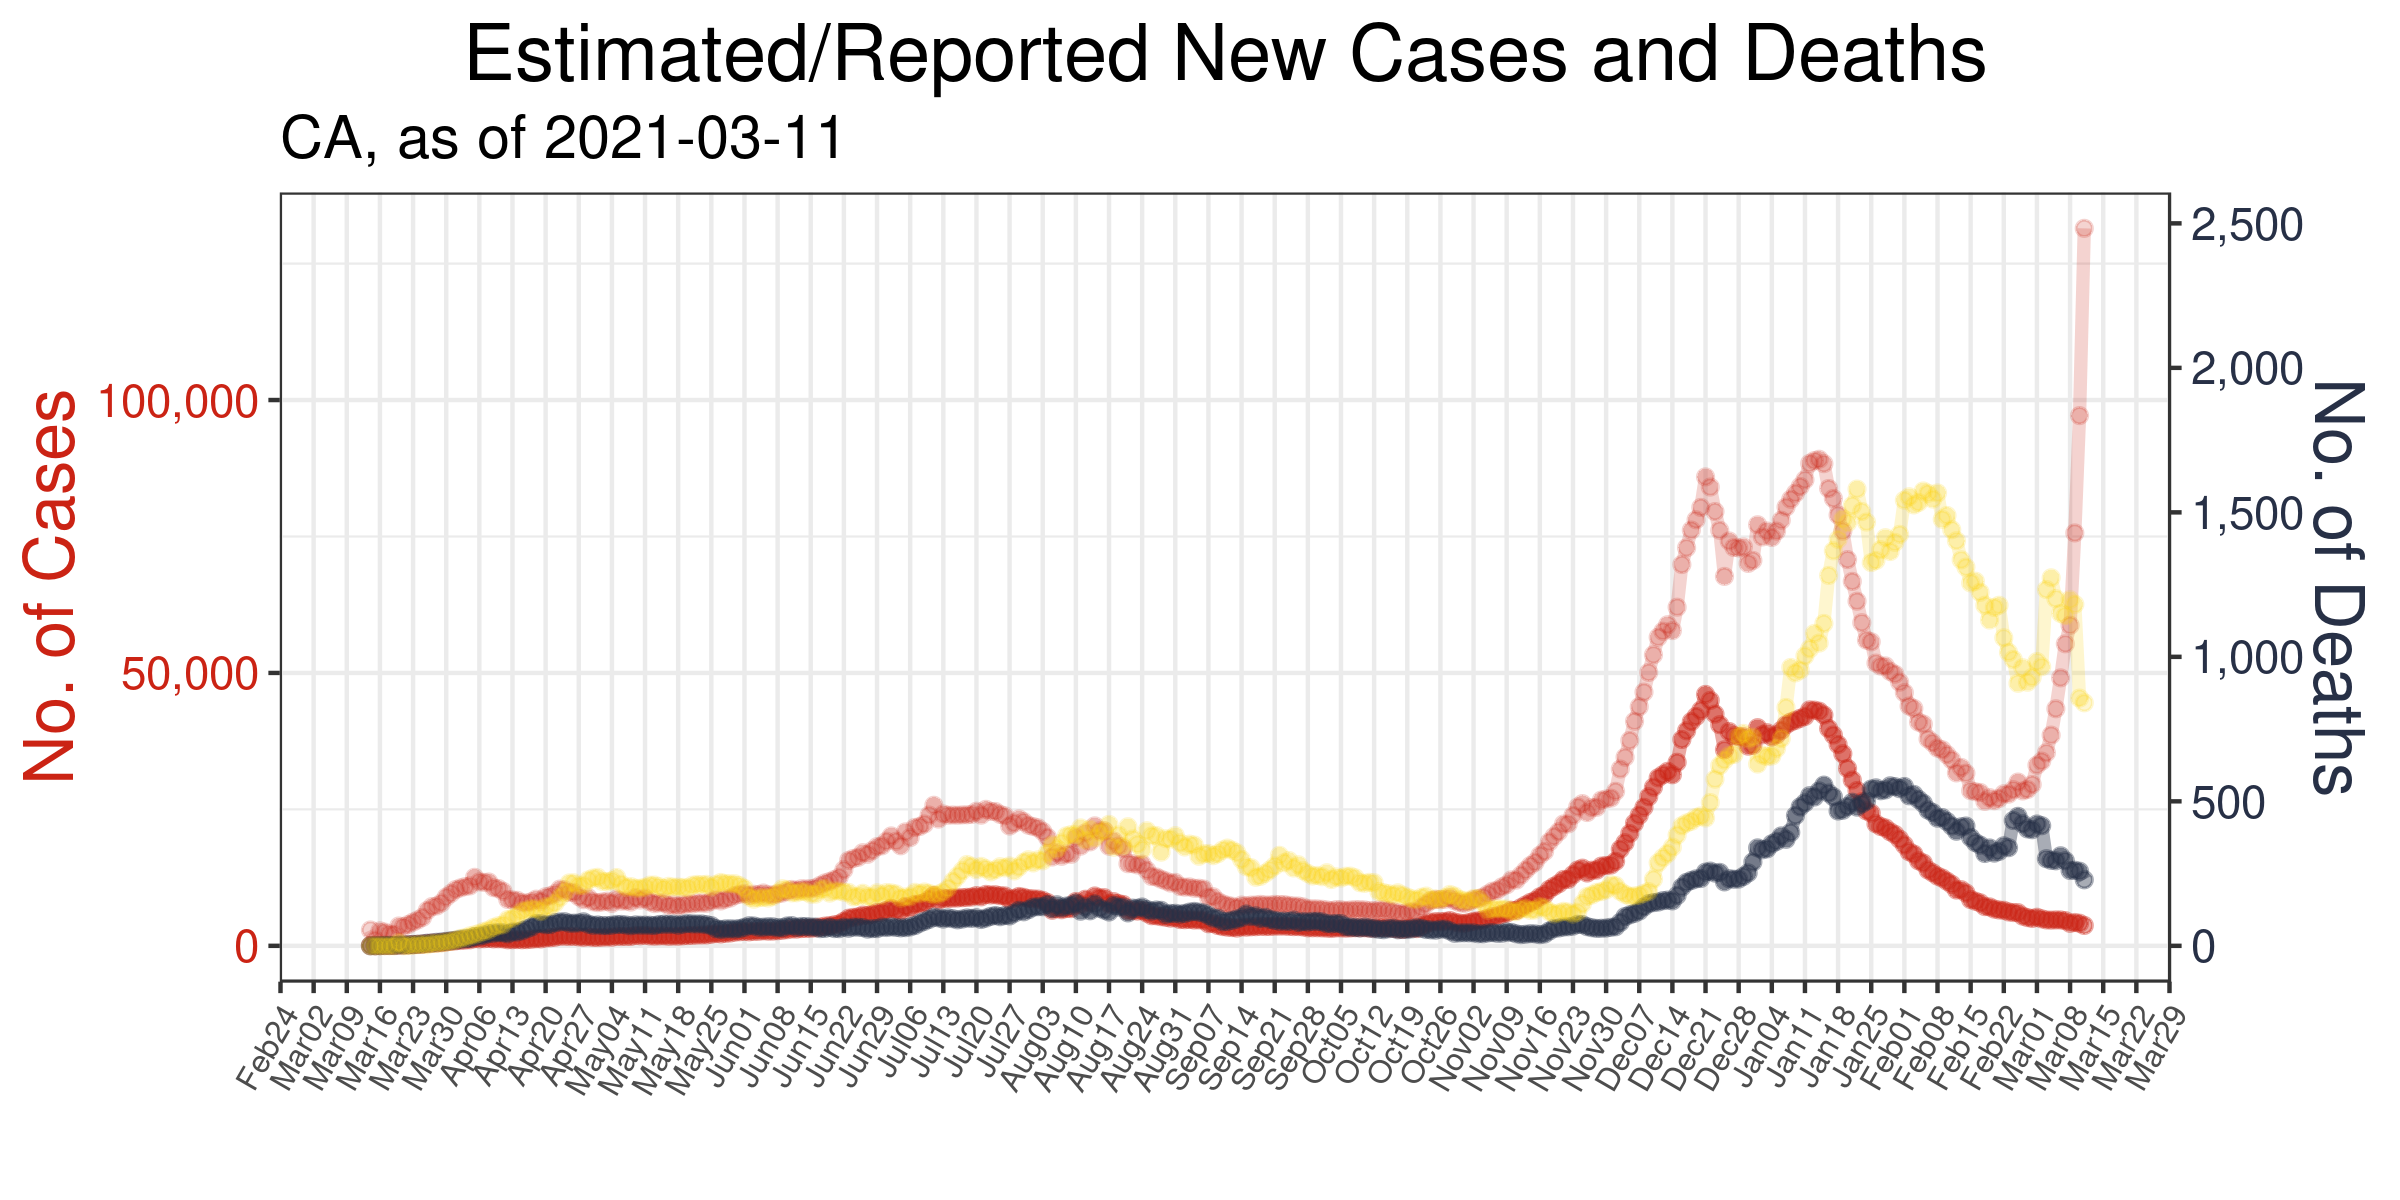 Estimated/Reported New Cases and Deaths
CA, as of 2021-03-11
No. of Cases
100,000
50,000
0
2,500
2,000
1,500
1,000
500
0
No. of Deaths
Feb24
Mar02
Mar09
Mar16
Mar23
Mar30
Apr06
Apr13
Apr20
Apr27
May04
May11
May18
May25
Jun01
Jun08
Jun15
Jun22
Jun29
Jul06
Jul13
Jul20
Jul27
Aug03
Aug10
Aug17
Aug24
Aug31
Sep07
Sep14
Sep21
Sep28
Oct05
Oct12
Oct19
Oct26
Nov02
Nov09
Nov16
Nov23
Nov30
Dec07
Dec14
Dec21
Dec28
Jan04
Jan11
Jan18
Jan25
Feb01
Feb08
Feb15
Feb22
Mar01
Mar08
Mar15
Mar22
Mar29